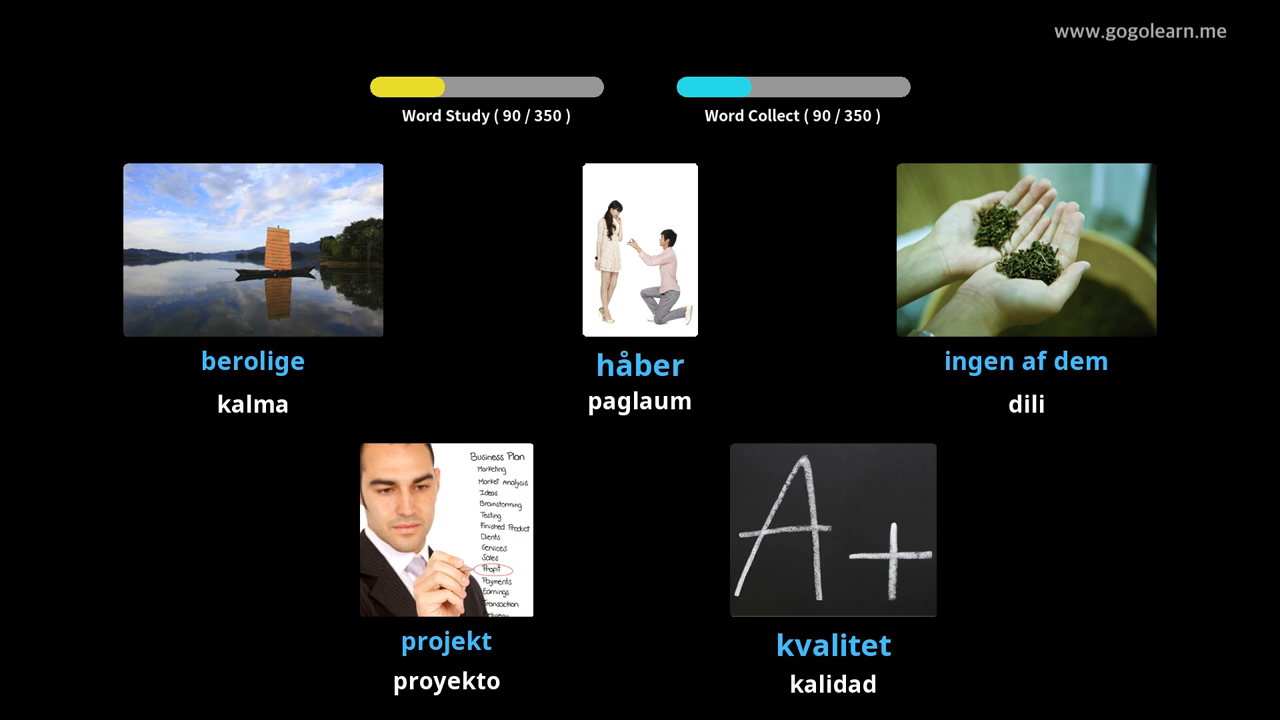 www.gogolearn.me
Word Study ( 90 / 350 )
Word Collect ( 90 / 350 )
berolige
kalma
håber
paglaum
ingen af dem
dili
Business Plan
Marketing
Market Analysis
Ideas
Brainstorming
Testing
Finished Product
Clients
Services
Sales
Profit
Payments
Earnings
Transaction
projekt
proyekto
A+
kvalitet
kalidad